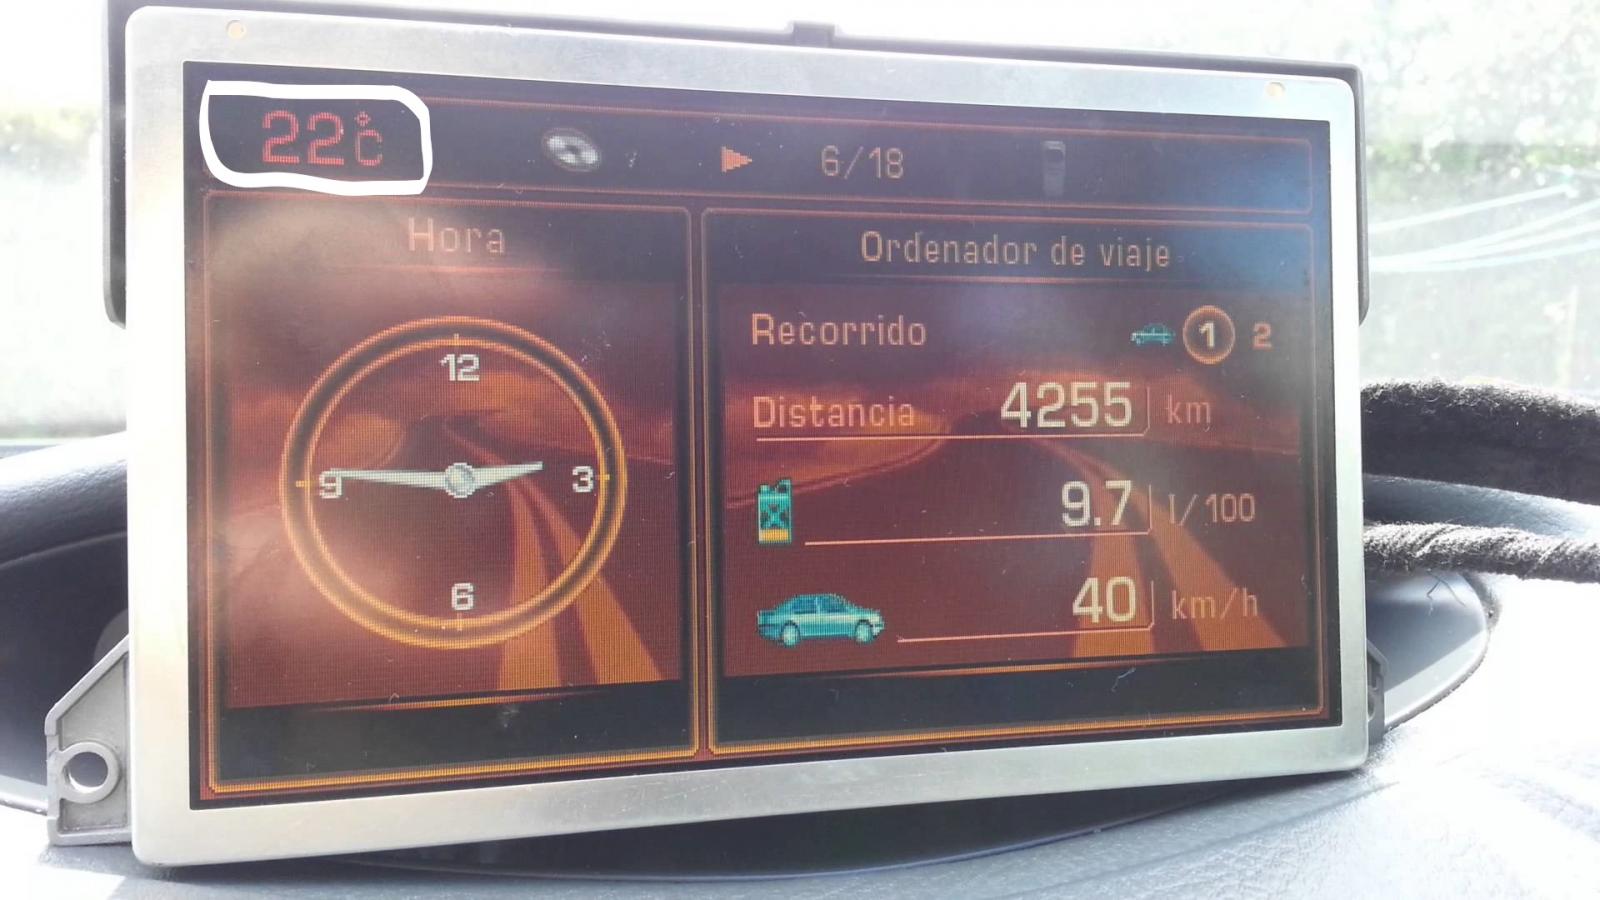 22°C
6/18
Hora
12
9
3
6
Ordenador de viaje
Recorrido 1 2
Distancia 4255 km
9.7 l/100
40 km/h